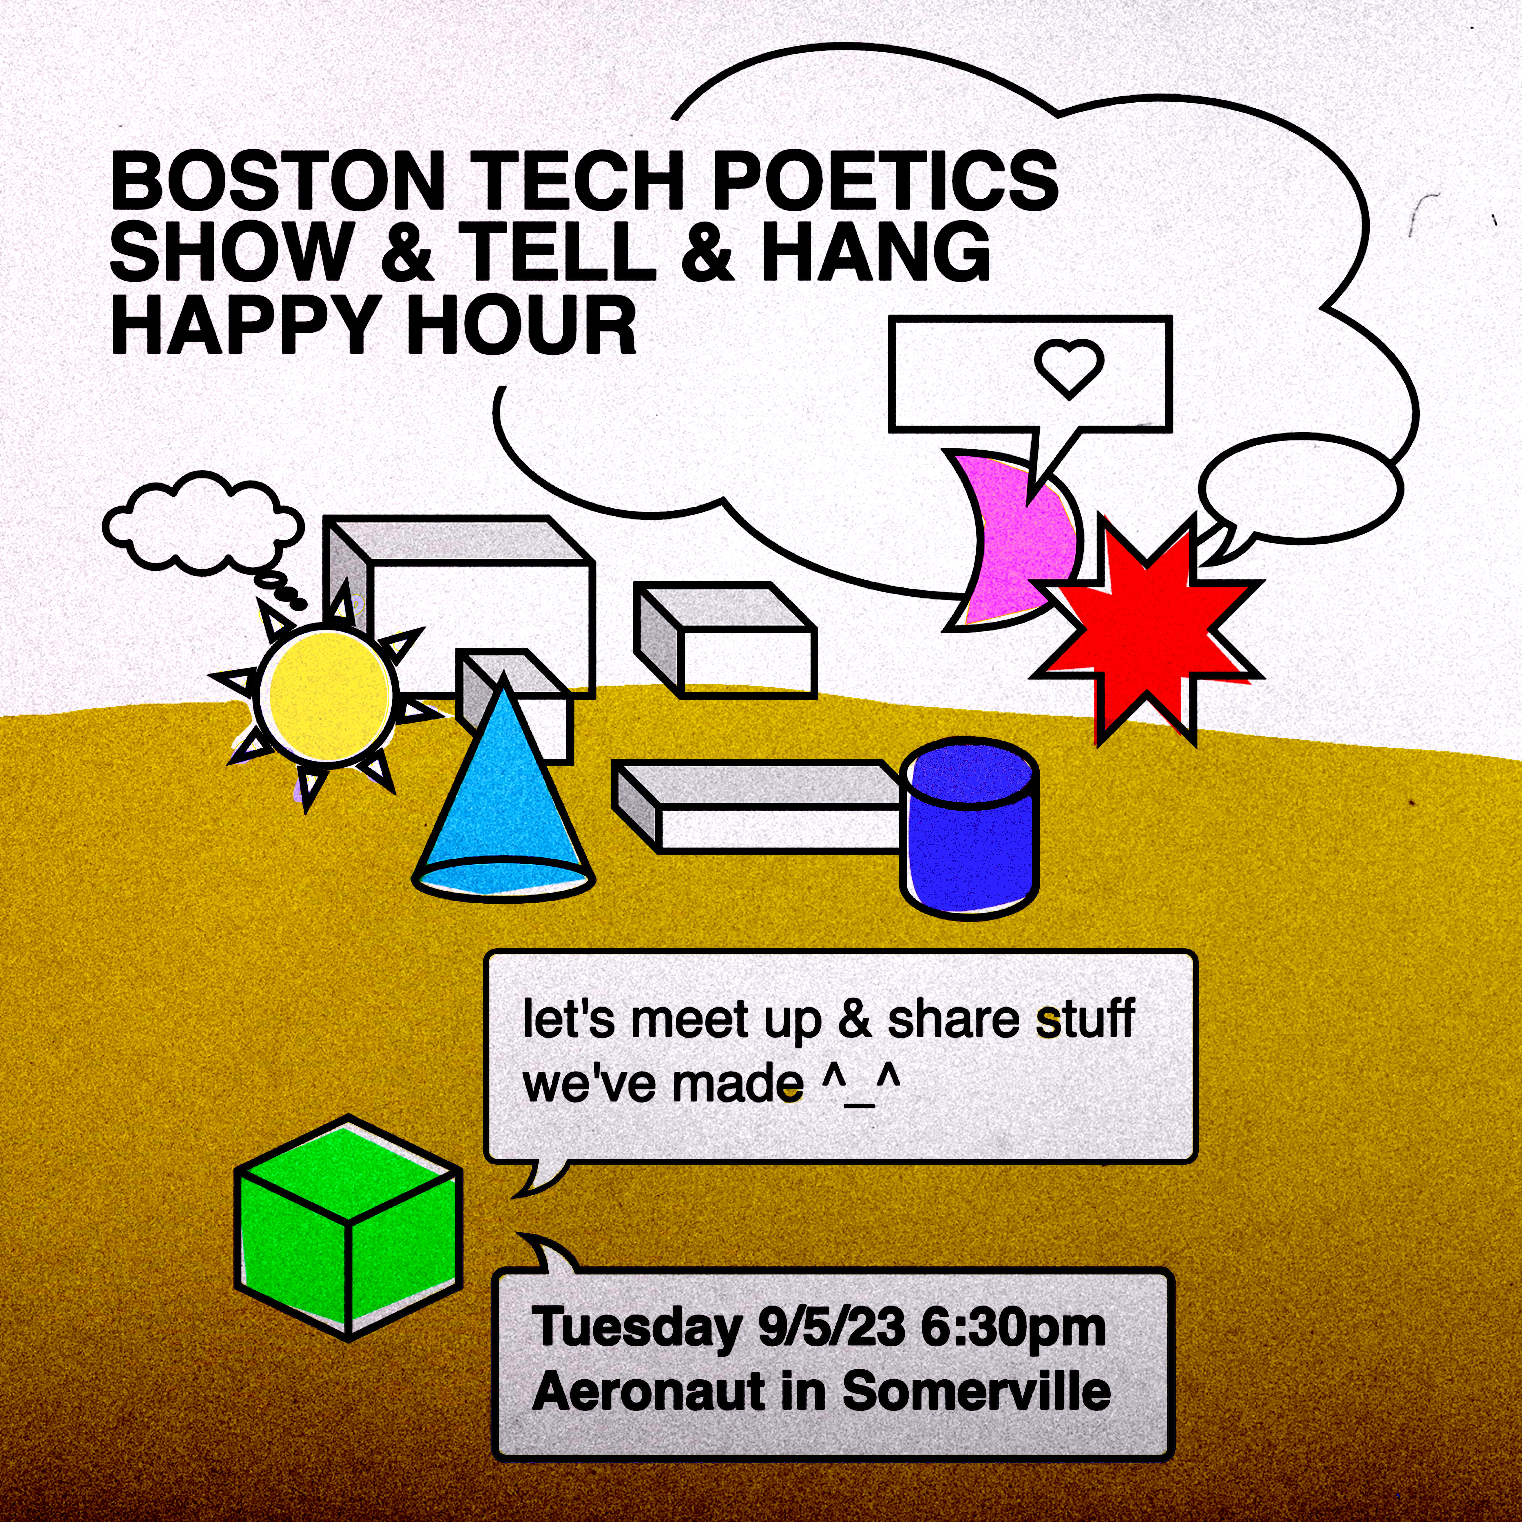 BOSTON TECH POETICS
SHOW & TELL & HANG
HAPPY HOUR
let's meet up & share stuff
we've made ^_^
Tuesday 9/5/23 6:30pm
Aeronaut in Somerville